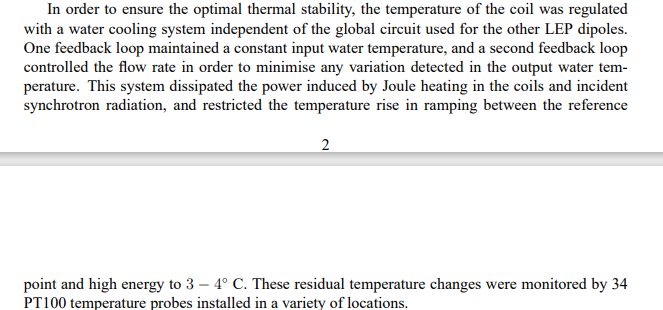 In order to ensure the optimal thermal stability, the temperature of the coil was regulated
with a water cooling system independent of the global circuit used for the other LEP dipoles.
One feedback loop maintained a constant input water temperature, and a second feedback loop
controlled the flow rate in order to minimise any variation detected in the output water tem-
perature. This system dissipated the power induced by Joule heating in the coils and incident
synchrotron radiation, and restricted the temperature rise in ramping between the reference
2
point and high energy to 3 – 4° C. These residual temperature changes were monitored by 34
PT100 temperature probes installed in a variety of locations.